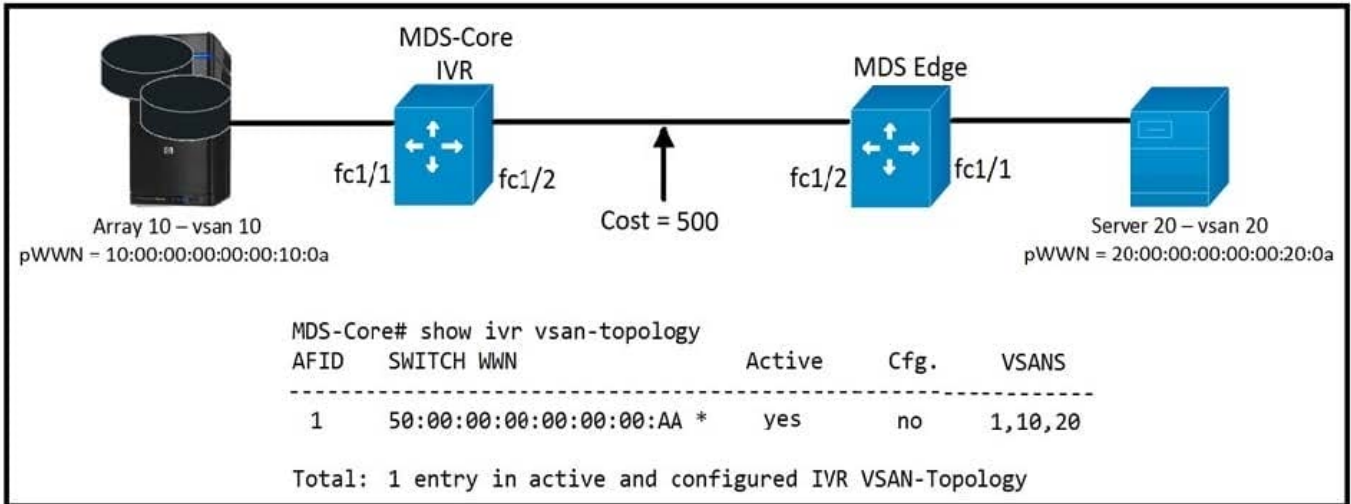 MDS-Core
IVR
MDS Edge
fc1/1
fc1/2
fc1/2
fc1/1
Cost = 500
Array 10 – vsan 10
pWWN = 10:00:00:00:00:00:10:0a
Server 20 – vsan 20
pWWN = 20:00:00:00:00:00:20:0a
MDS-Core# show ivr vsan-topology
AFID SWITCH WWN Active Cfg. VSANS
--------------------------------------------------------------
1 50:00:00:00:00:00:00:AA * yes no 1,10,20
Total: 1 entry in active and configured IVR VSAN-Topology